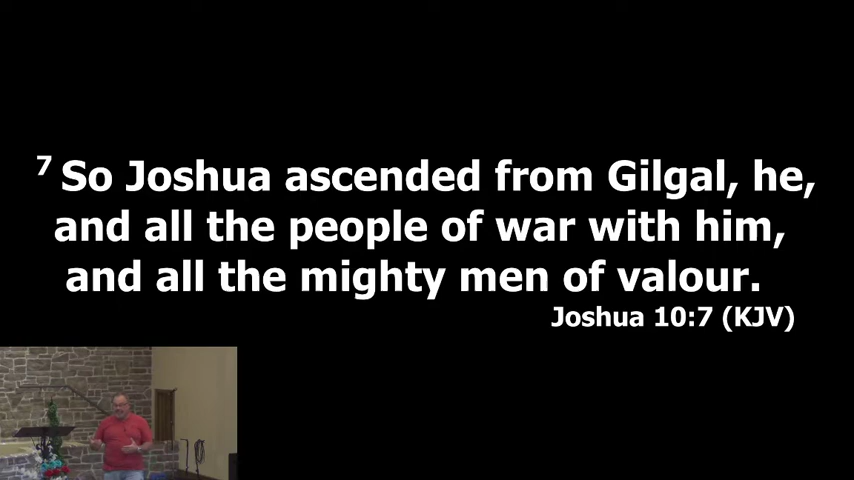 7 So Joshua ascended from Gilgal, he,
and all the people of war with him,
and all the mighty men of valour.
Joshua 10:7 (KJV)